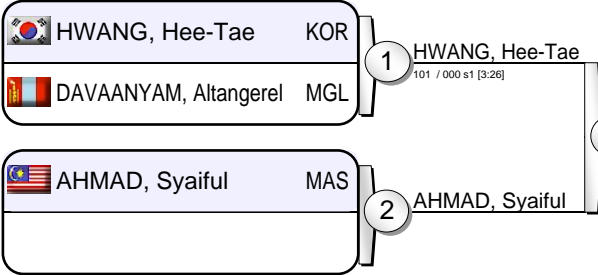 HWANG, Hee-Tae KOR
DAVAANYAM, Altangerel MGL
1
HWANG, Hee-Tae
101 / 000 s1 [3:26]
AHMAD, Syaiful MAS
2
AHMAD, Syaiful